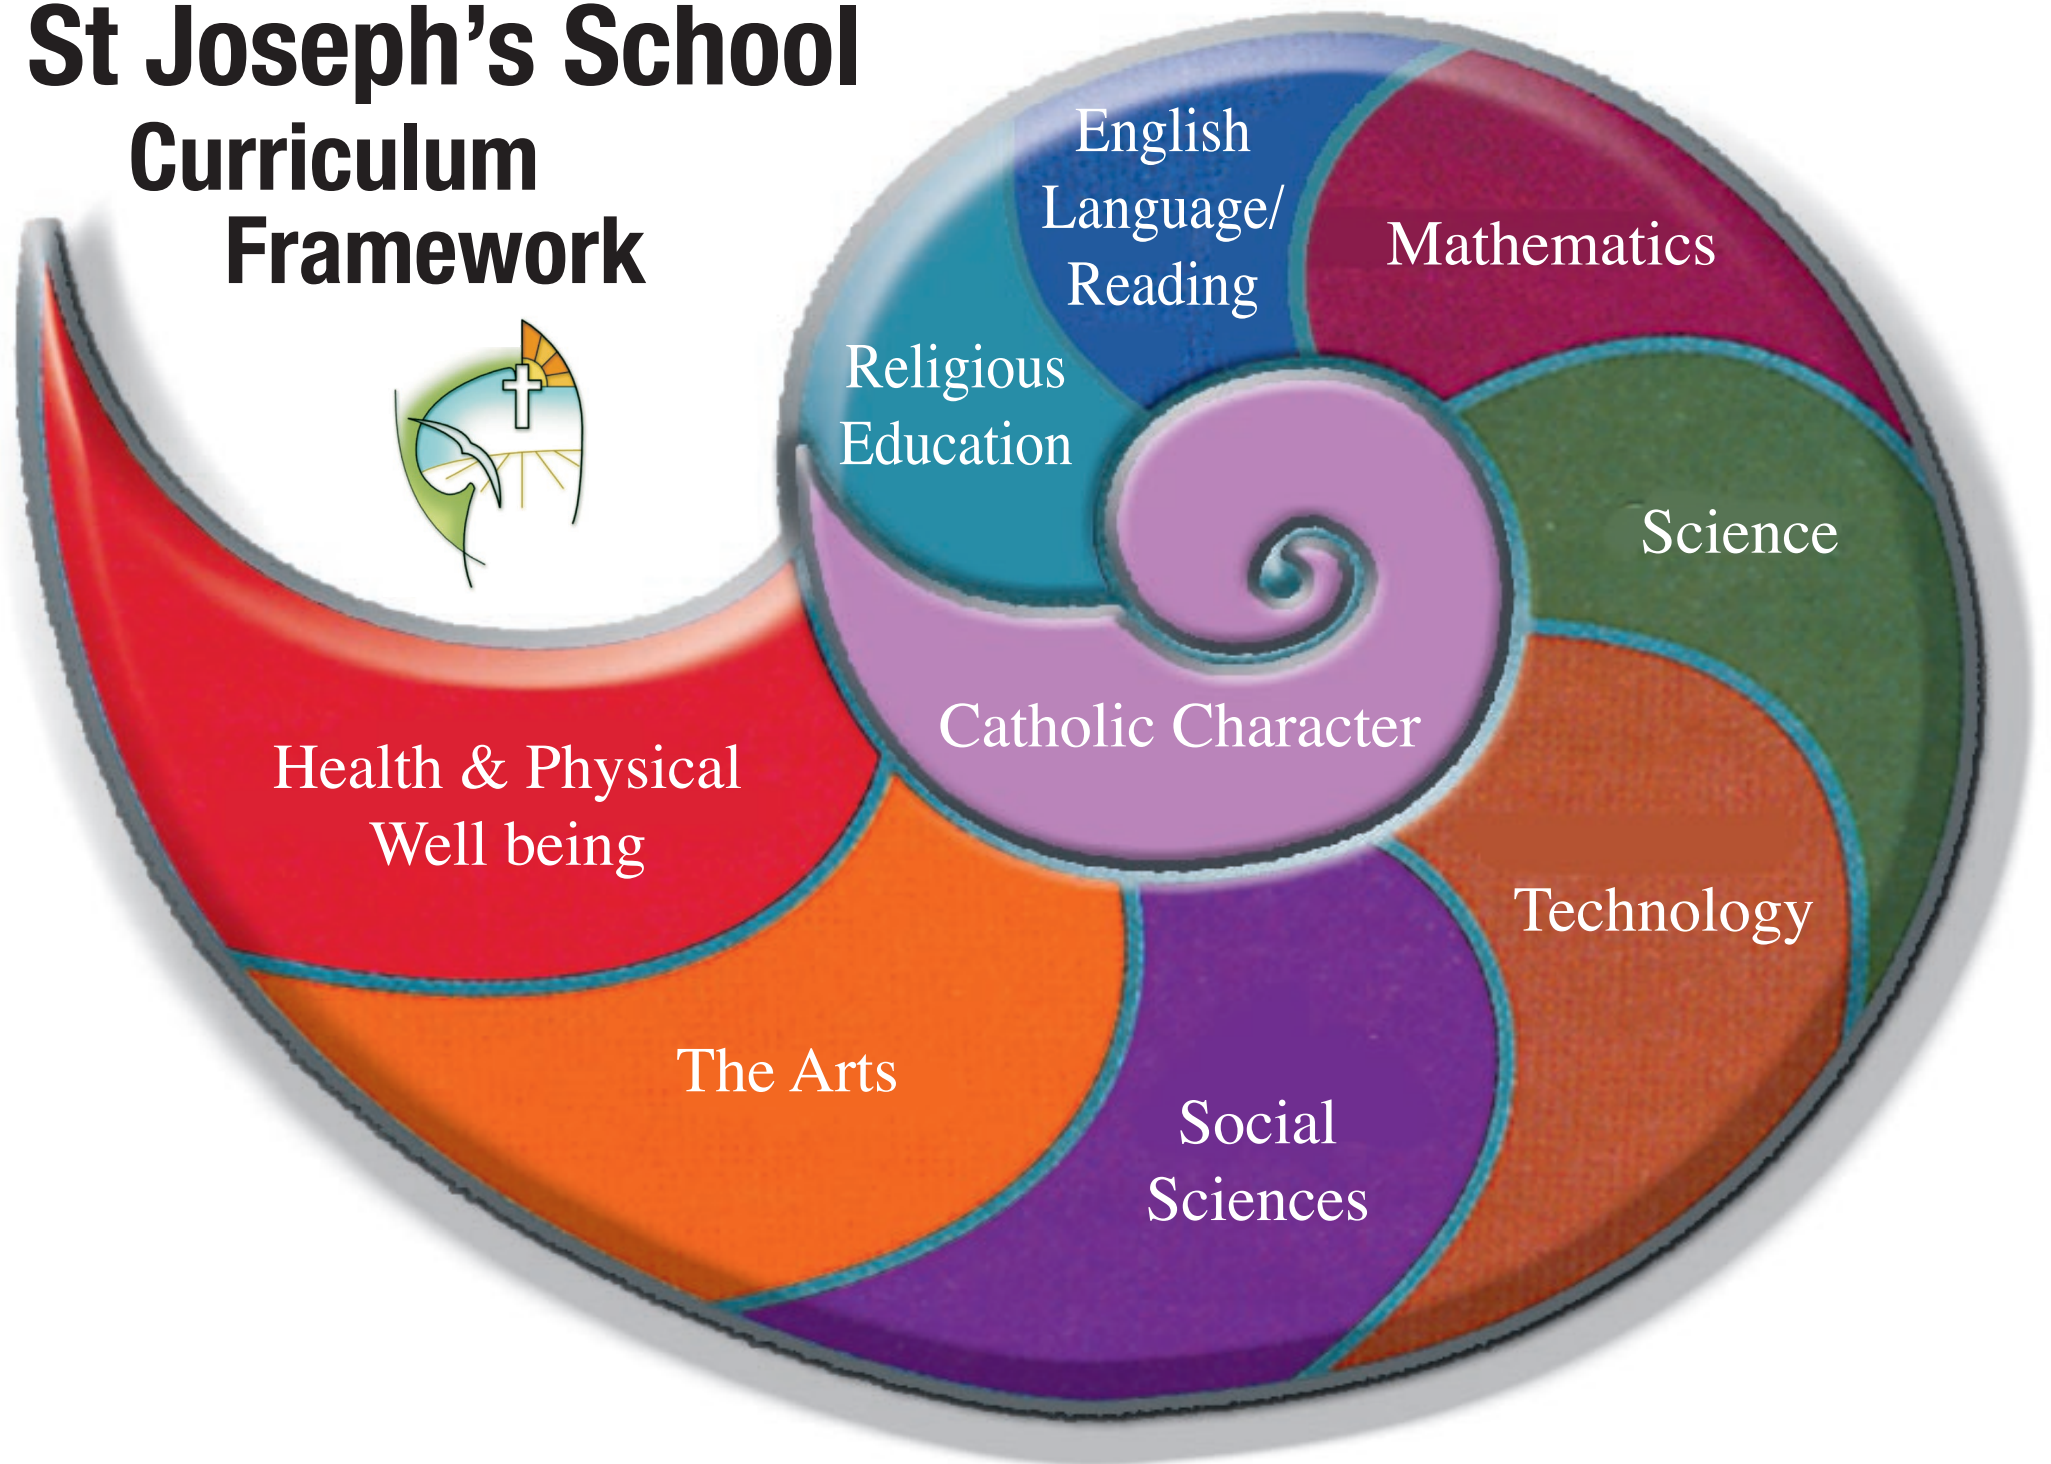 St Joseph’s School
Curriculum
Framework
English
Language/
Reading
Mathematics
Religious
Education
Science
Catholic Character
Health & Physical
Well being
Technology
The Arts
Social
Sciences